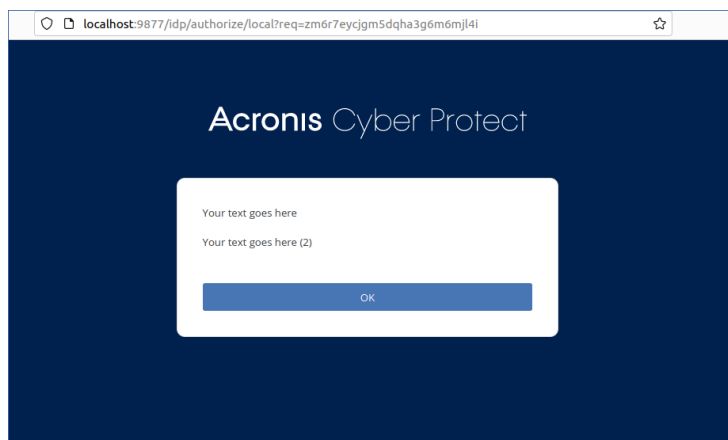 localhost:9877/idp/authorize/local?req=zm6r7eycjgm5dqha3g6m6mjl4i
Acronis Cyber Protect
Your text goes here
Your text goes here (2)
OK